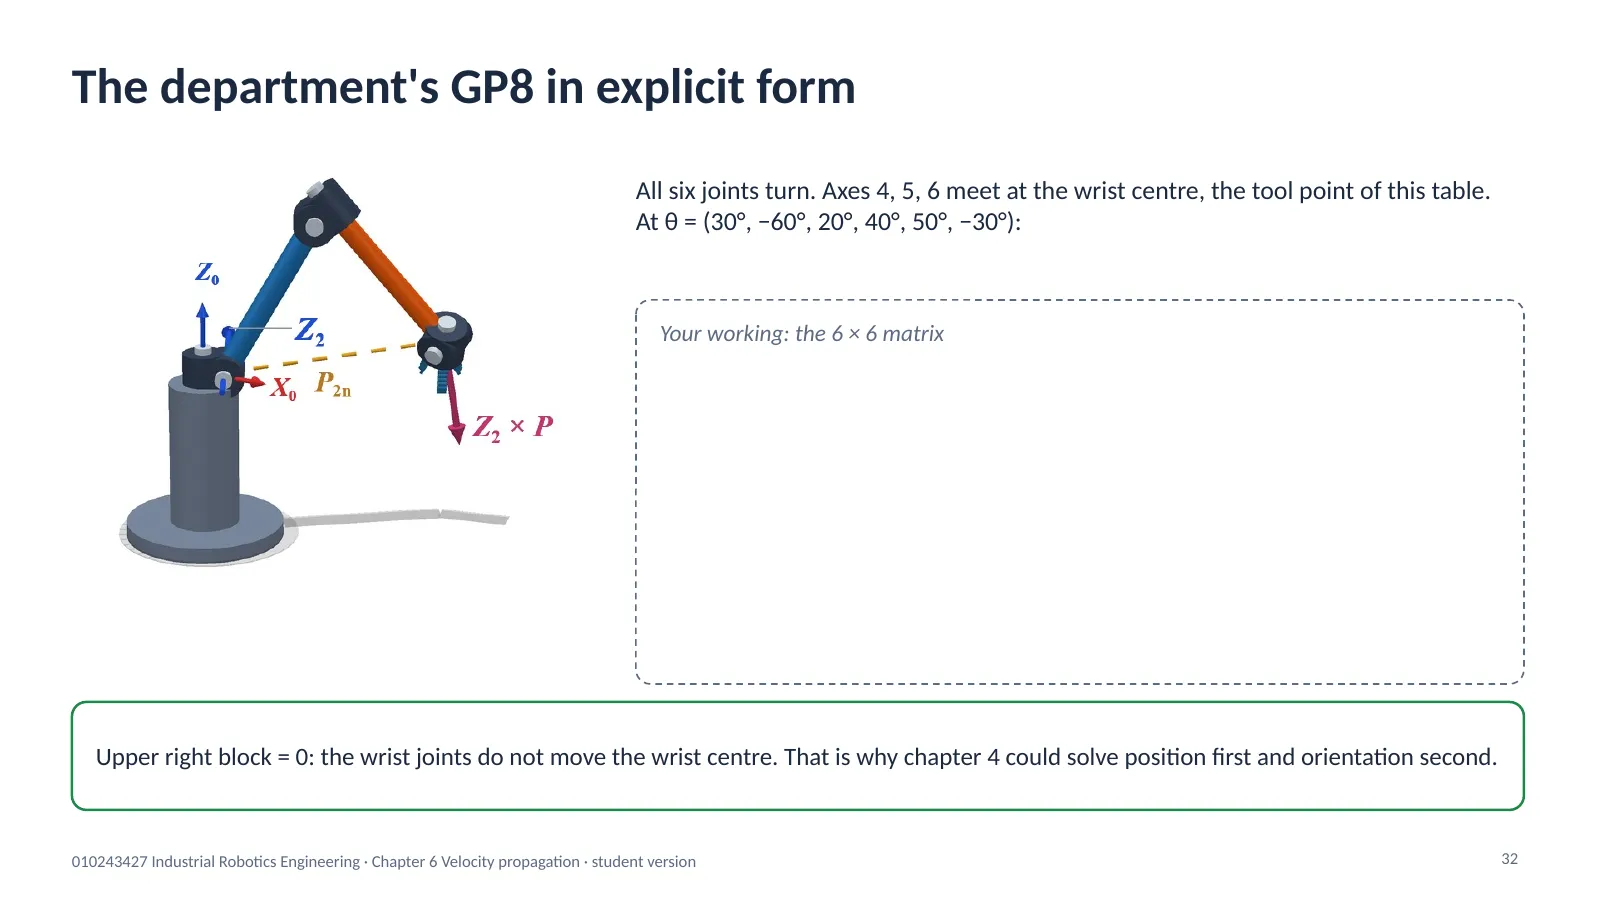 The department's GP8 in explicit form
All six joints turn. Axes 4, 5, 6 meet at the wrist centre, the tool point of this table.
At θ = (30°, −60°, 20°, 40°, 50°, −30°):
Z₀
Z₂
X₀
P₂ₙ
Z₂ × P
Your working: the 6 × 6 matrix
Upper right block = 0: the wrist joints do not move the wrist centre. That is why chapter 4 could solve position first and orientation second.
010243427 Industrial Robotics Engineering · Chapter 6 Velocity propagation · student version
32